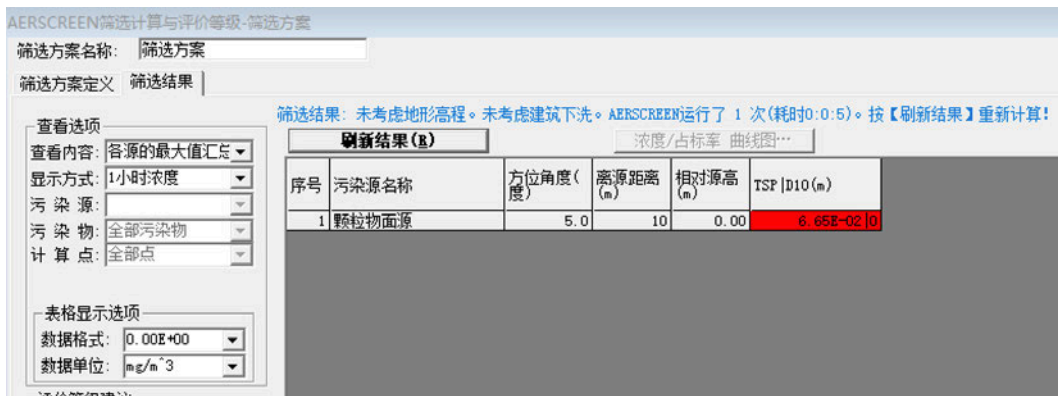 AERSCREEN筛选计算与评价等级-筛选方案
筛选方案名称: 筛选方案
筛选方案定义 筛选结果
筛选结果: 未考虑地形高程。未考虑建筑下洗。AERSCREEN运行了 1 次(耗时0:0:5)。按【刷新结果】重新计算!
刷新结果(R) 浓度/占标率 曲线图…
查看选项
查看内容: 各源的最大值汇总
显示方式: 1小时浓度
污 染 源:
污 染 物: 全部污染物
计 算 点: 全部点
表格显示选项
数据格式: 0.00E+00
数据单位: mg/m^3
序号 污染源名称 方位角度(度) 离源距离(m) 相对源高(m) TSP|D10(m)
1 颗粒物面源 5.0 10 0.00 6.65E-02|0